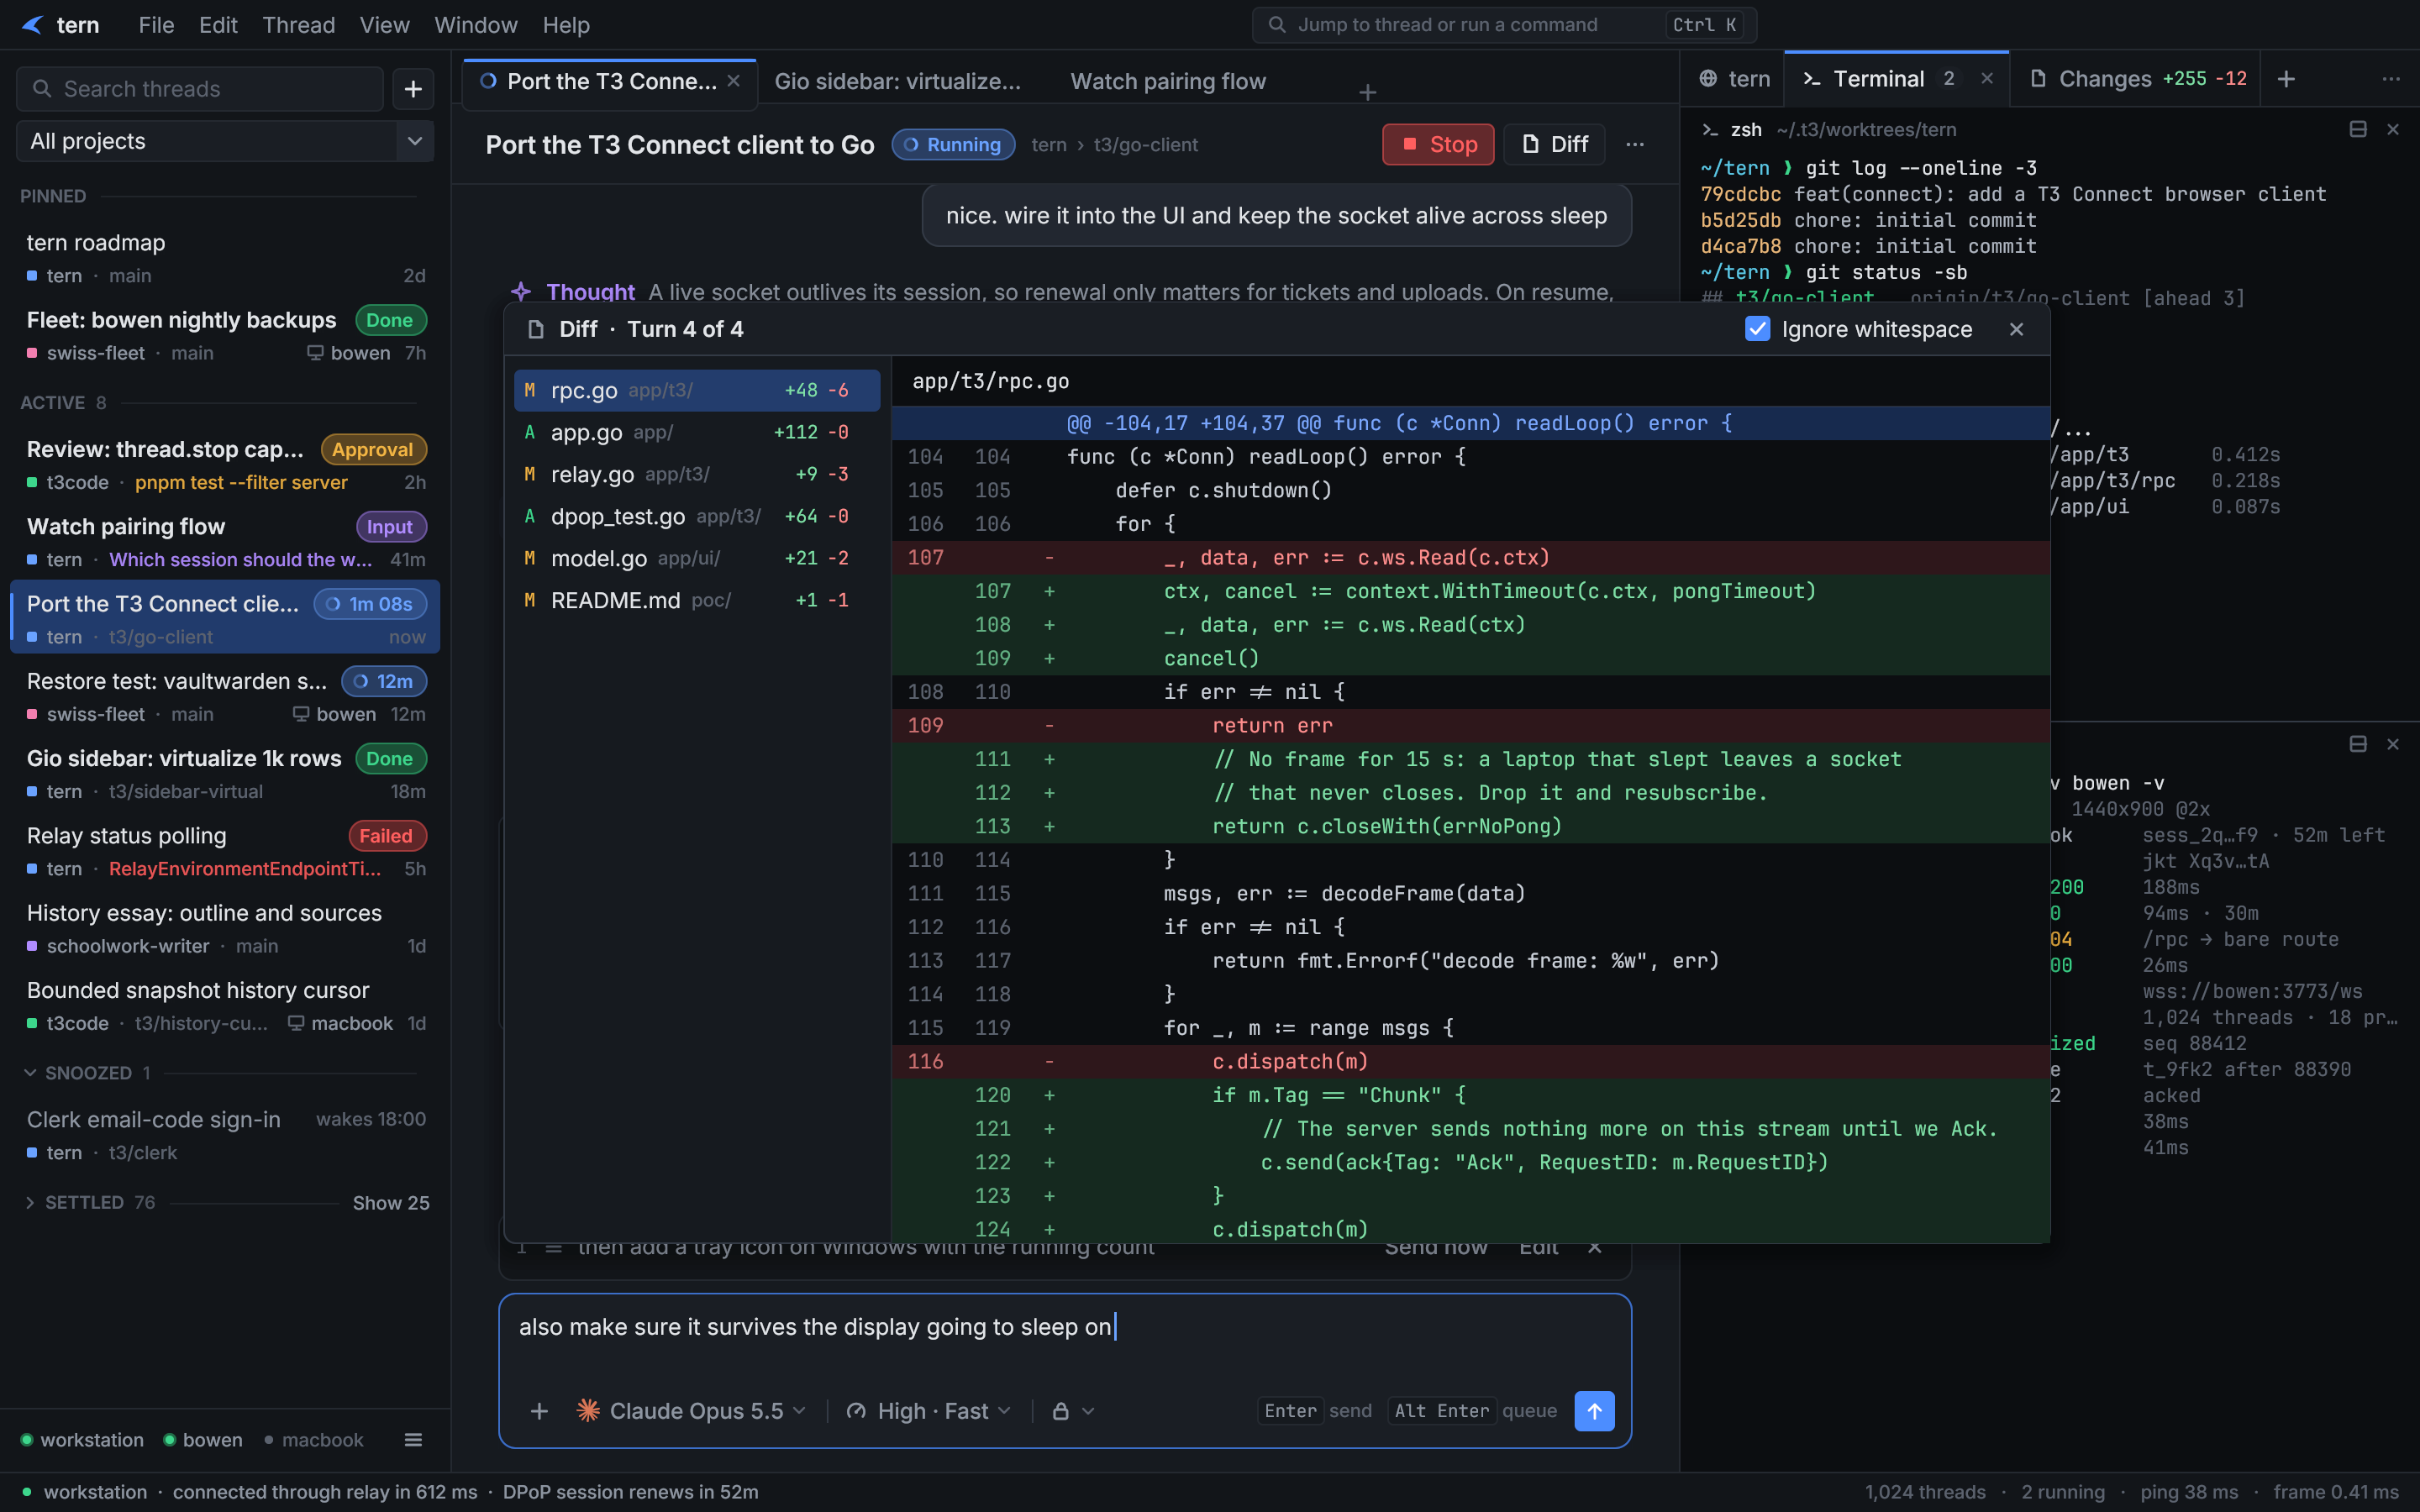 tern File Edit Thread View Window Help
Jump to thread or run a command Ctrl K
Search threads
All projects
PINNED
tern roadmap
tern · main 2d
Fleet: bowen nightly backups Done
swiss-fleet · main bowen 7h
ACTIVE 8
Review: thread.stop cap... Approval
t3code · pnpm test --filter server 2h
Watch pairing flow Input
tern · Which session should the w... 41m
Port the T3 Connect clie... 1m 08s
tern · t3/go-client now
Restore test: vaultwarden s... 12m
swiss-fleet · main bowen 12m
Gio sidebar: virtualize 1k rows Done
tern · t3/sidebar-virtual 18m
Relay status polling Failed
tern · RelayEnvironmentEndpointTi... 5h
History essay: outline and sources
schoolwork-writer · main 1d
Bounded snapshot history cursor
t3code · t3/history-cu... macbook 1d
SNOOZED 1
Clerk email-code sign-in wakes 18:00
tern · t3/clerk
SETTLED 76 Show 25
workstation bowen macbook
Port the T3 Conne... Gio sidebar: virtualize... Watch pairing flow
Port the T3 Connect client to Go Running tern › t3/go-client Stop Diff
nice. wire it into the UI and keep the socket alive across sleep
Thought A live socket outlives its session, so renewal only matters for tickets and uploads. On resume,
Diff · Turn 4 of 4 Ignore whitespace
M rpc.go app/t3/ +48 -6
A app.go app/ +112 -0
M relay.go app/t3/ +9 -3
A dpop_test.go app/t3/ +64 -0
M model.go app/ui/ +21 -2
M README.md poc/ +1 -1
app/t3/rpc.go
@@ -104,17 +104,37 @@ func (c *Conn) readLoop() error {
104 104 func (c *Conn) readLoop() error {
105 105 defer c.shutdown()
106 106 for {
107 - _, data, err := c.ws.Read(c.ctx)
107 + ctx, cancel := context.WithTimeout(c.ctx, pongTimeout)
108 + _, data, err := c.ws.Read(ctx)
109 + cancel()
108 110 if err != nil {
109 - return err
111 + // No frame for 15 s: a laptop that slept leaves a socket
112 + // that never closes. Drop it and resubscribe.
113 + return c.closeWith(errNoPong)
110 114 }
111 115 msgs, err := decodeFrame(data)
112 116 if err != nil {
113 117 return fmt.Errorf("decode frame: %w", err)
114 118 }
115 119 for _, m := range msgs {
116 - c.dispatch(m)
120 + if m.Tag == "Chunk" {
121 + // The server sends nothing more on this stream until we Ack.
122 + c.send(ack{Tag: "Ack", RequestID: m.RequestID})
123 + }
124 + c.dispatch(m)
1 then add a tray icon on Windows with the running count Send now Edit
also make sure it survives the display going to sleep on
Claude Opus 5.5 High · Fast Enter send Alt Enter queue
tern Terminal 2 Changes +255 -12
zsh ~/.t3/worktrees/tern
~/tern ❯ git log --oneline -3
79cdcbc feat(connect): add a T3 Connect browser client
b5d25db chore: initial commit
d4ca7b8 chore: initial commit
~/tern ❯ git status -sb
## t3/go-client...origin/t3/go-client [ahead 3]
/...
/app/t3 0.412s
/app/t3/rpc 0.218s
/app/ui 0.087s
v bowen -v
1440x900 @2x
ok sess_2q…f9 · 52m left
jkt Xq3v…tA
200 188ms
0 94ms · 30m
04 /rpc → bare route
00 26ms
wss://bowen:3773/ws
1,024 threads · 18 pr…
ized seq 88412
e t_9fk2 after 88390
2 acked
38ms
41ms
workstation · connected through relay in 612 ms · DPoP session renews in 52m
1,024 threads · 2 running · ping 38 ms · frame 0.41 ms